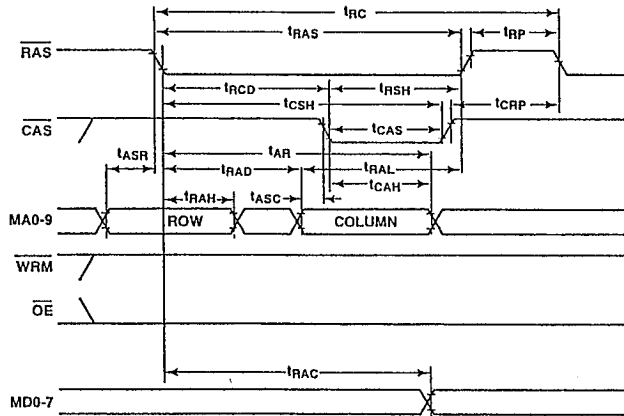 tRC
tRAS
tRP
RAS
tRCD
tRSH
tCSH
tCRP
CAS
tCAS
tASR
tAR
tRAD
tRAL
tCAH
tRAH
tASC
MA0-9
ROW
COLUMN
WRM
OE
tRAC
MD0-7